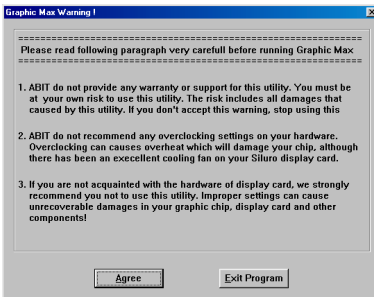 Graphic Max Warning !
==============================================
Please read following paragraph very carefull before running Graphic Max
==============================================
1. ABIT do not provide any warranty or support for this utility. You must be
at your own risk to use this utility. The risk includes all damages that
caused by this utility. If you don't accept this warning, stop using this
2. ABIT do not recommend any overclocking settings on your hardware.
Overclocking can causes overheat which will damage your chip, although
there has been an execellent cooling fan on your Siluro display card.
3. If you are not acquainted with the hardware of display card, we strongly
recommend you not to use this utility. Improper settings can cause
unrecoverable damages in your graphic chip, display card and other
components!
Agree Exit Program